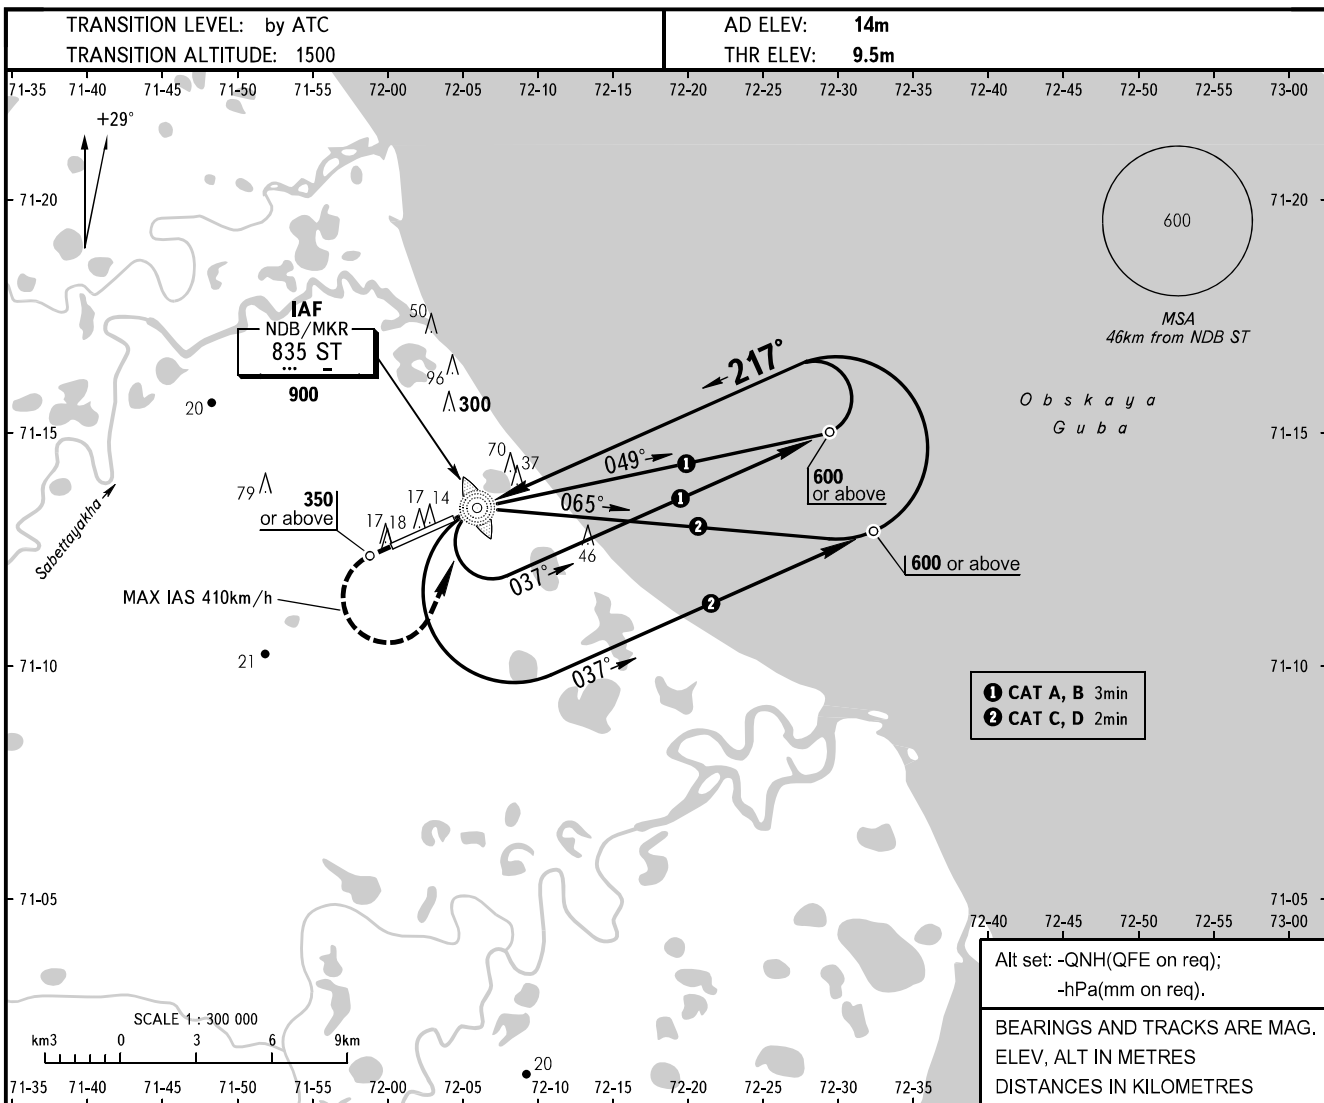 TRANSITION LEVEL: by ATC
TRANSITION ALTITUDE: 1500
AD ELEV: 14m
THR ELEV: 9.5m
71-35 71-40 71-45 71-50 71-55 72-00 72-05 72-10 72-15 72-20 72-25 72-30 72-35 72-40 72-45 72-50 72-55 73-00
+29°
71-20 71-20
600
MSA
46km from NDB ST
IAF
NDB/MKR
835 ST
900
50
96
300
20
217°
Obskaya
Guba
71-15 71-15
70
37
049°
1
600
or above
79
350
or above
17 14
17 18
065°
1
2
46
600 or above
Sabettayakha
037°
MAX IAS 410km/h
2
21
037°
71-10 71-10
1 CAT A, B 3min
2 CAT C, D 2min
71-05 71-05
72-40 72-45 72-50 72-55 73-00
Alt set: -QNH(QFE on req);
-hPa(mm on req).
SCALE 1 : 300 000
km3 0 3 6 9km
20
BEARINGS AND TRACKS ARE MAG.
ELEV, ALT IN METRES
DISTANCES IN KILOMETRES
71-35 71-40 71-45 71-50 71-55 72-00 72-05 72-10 72-15 72-20 72-25 72-30 72-35